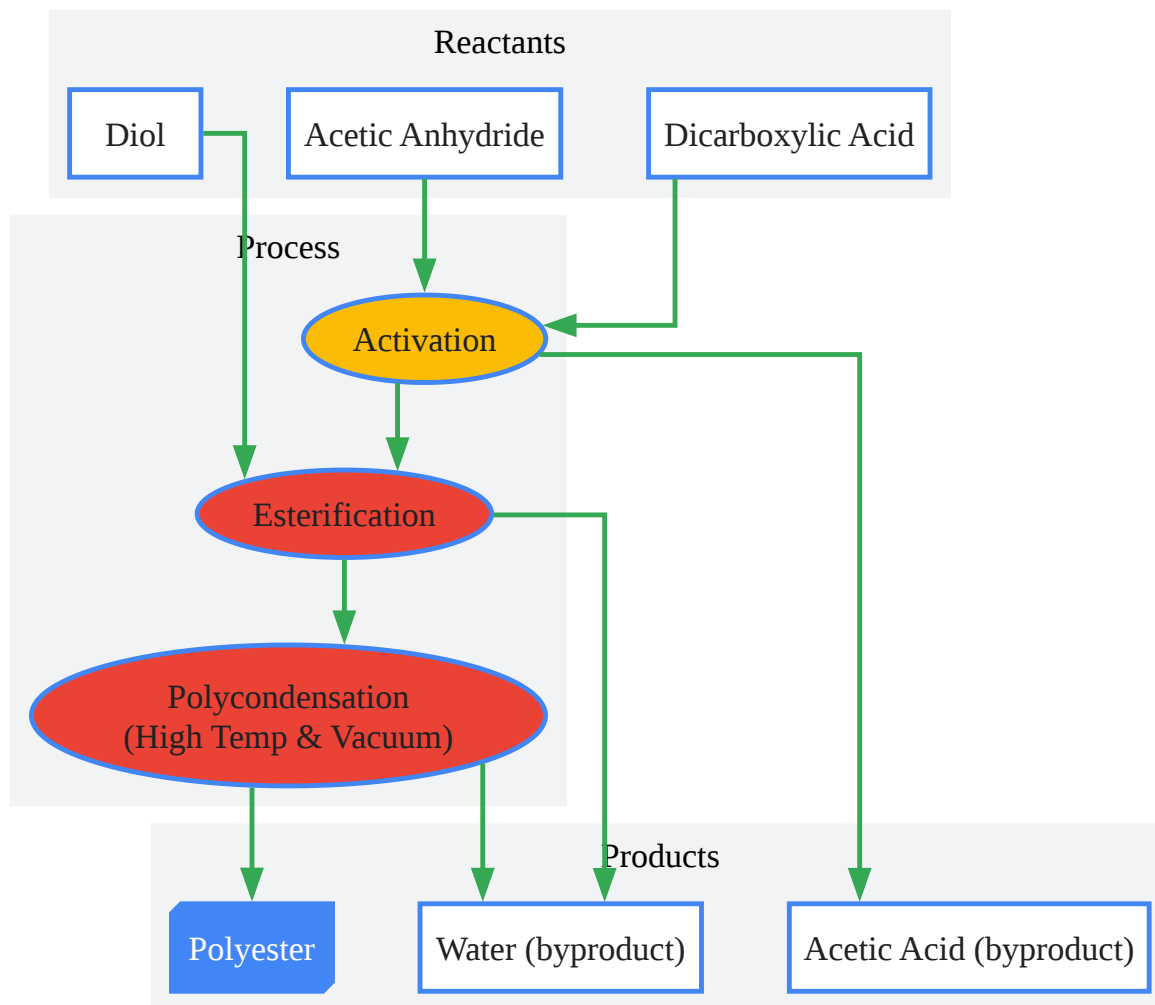 Reactants
Diol
Acetic Anhydride
Dicarboxylic Acid
Process
Activation
Esterification
Polycondensation
(High Temp & Vacuum)
Products
Polyester
Water (byproduct)
Acetic Acid (byproduct)